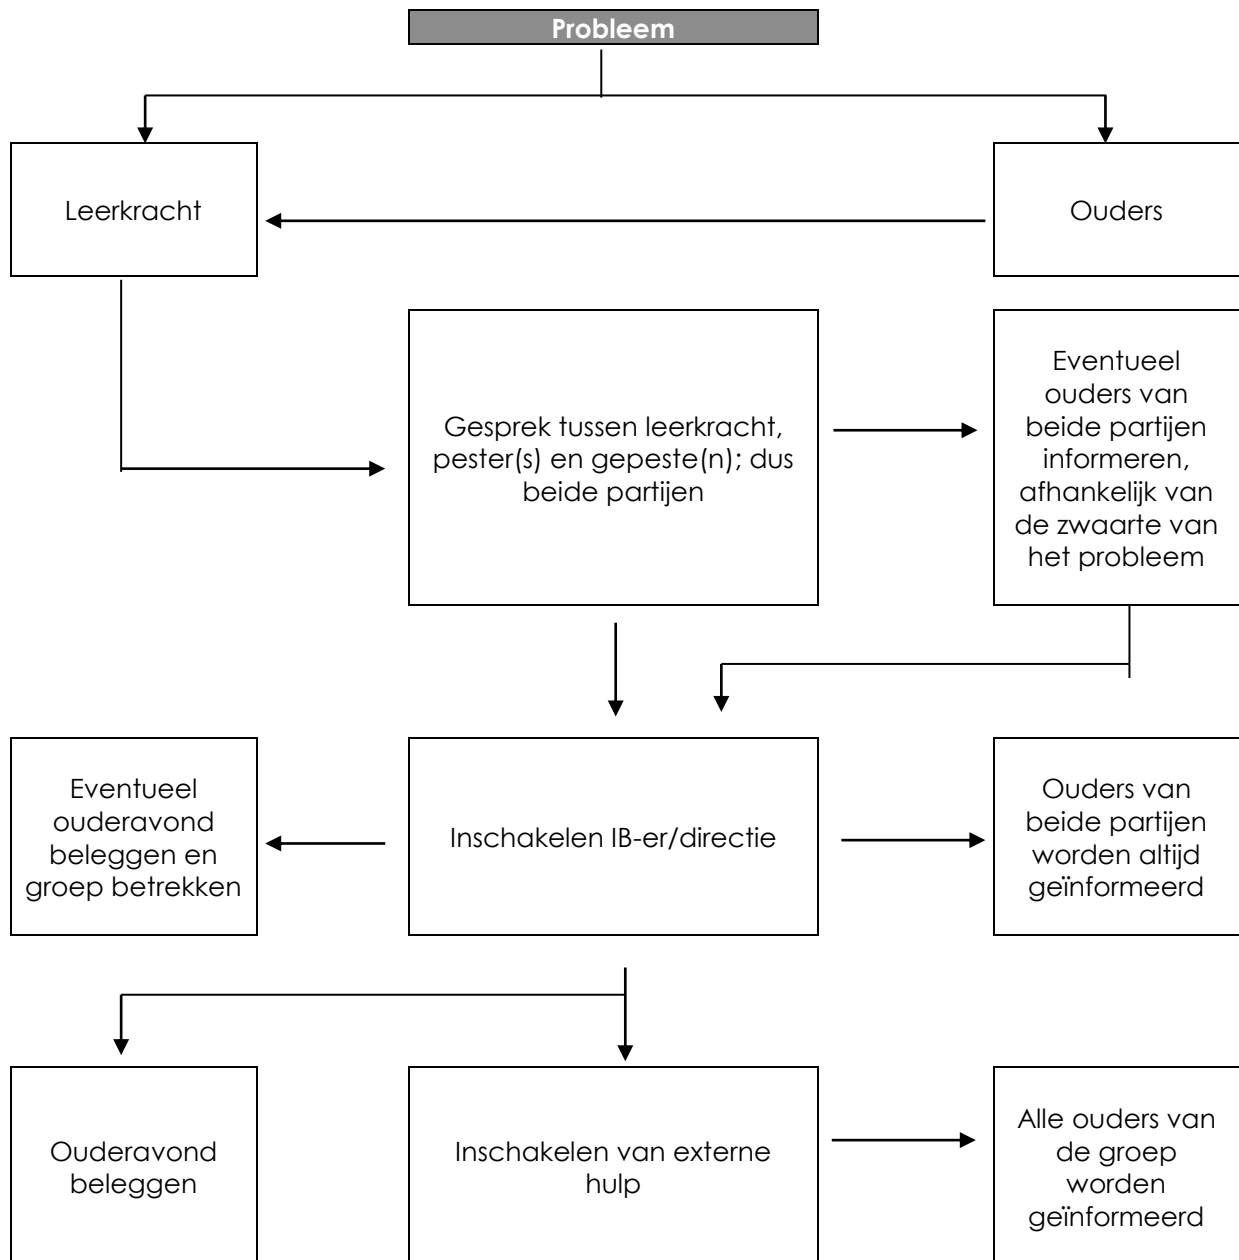 Probleem
Leerkracht
Ouders
Gesprek tussen leerkracht,
pester(s) en gepeste(n); dus
beide partijen
Eventueel
ouders van
beide partijen
informeren,
afhankelijk van
de zwaarte van
het probleem
Eventueel
ouderavond
beleggen en
groep betrekken
Inschakelen IB-er/directie
Ouders van
beide partijen
worden altijd
geïnformeerd
Ouderavond
beleggen
Inschakelen van externe
hulp
Alle ouders van
de groep
worden
geïnformeerd